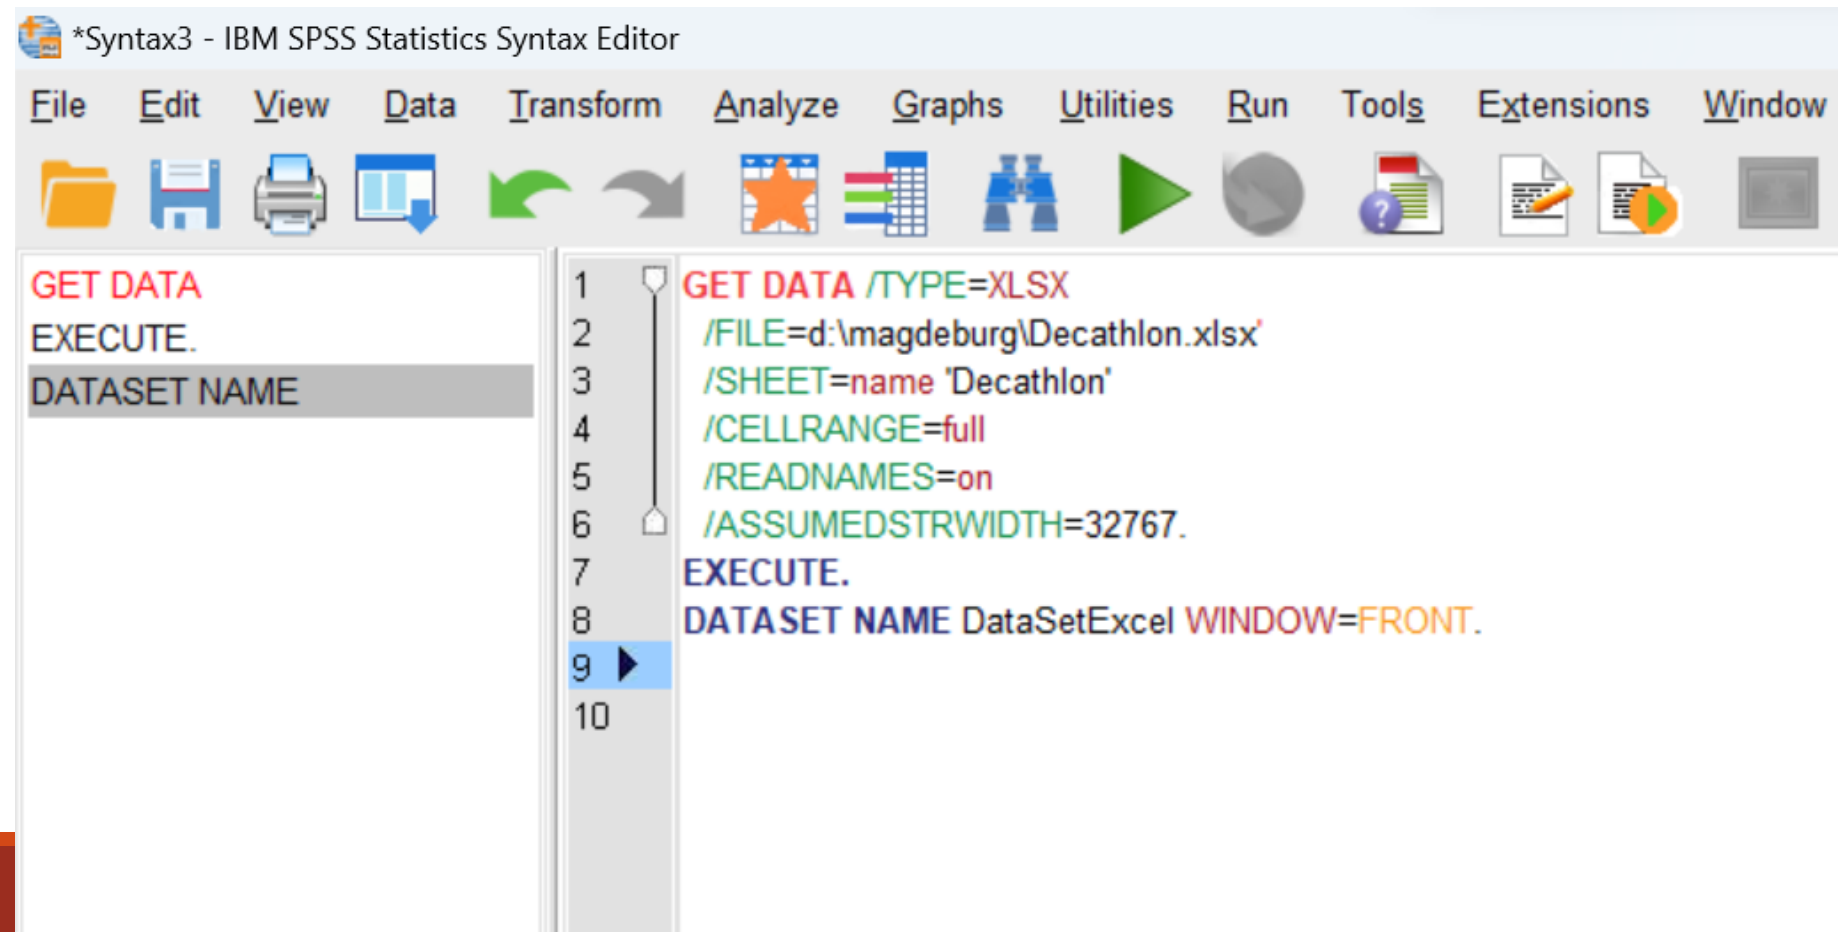 *Syntax3 - IBM SPSS Statistics Syntax Editor
File Edit View Data Transform Analyze Graphs Utilities Run Tools Extensions Window
GET DATA
EXECUTE.
DATASET NAME
1 GET DATA /TYPE=XLSX
2 /FILE=d:\magdeburg\Decathlon.xlsx'
3 /SHEET=name 'Decathlon'
4 /CELLRANGE=full
5 /READNAMES=on
6 /ASSUMEDSTRWIDTH=32767.
7 EXECUTE.
8 DATASET NAME DataSetExcel WINDOW=FRONT.
9
10